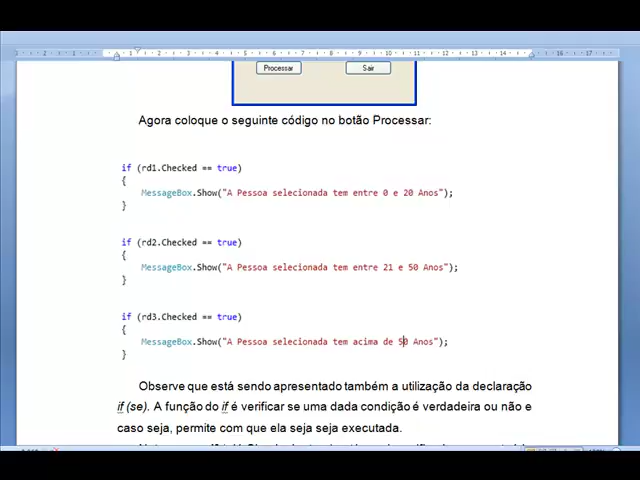 Processar Sair
Agora coloque o seguinte código no botão Processar:
if (rd1.Checked == true)
{
MessageBox.Show("A Pessoa selecionada tem entre 0 e 20 Anos");
}
if (rd2.Checked == true)
{
MessageBox.Show("A Pessoa selecionada tem entre 21 e 50 Anos");
}
if (rd3.Checked == true)
{
MessageBox.Show("A Pessoa selecionada tem acima de 50 Anos");
}
Observe que está sendo apresentado também a utilização da declaração
if (se). A função do if é verificar se uma dada condição é verdadeira ou não e
caso seja, permite com que ela seja seja executada.